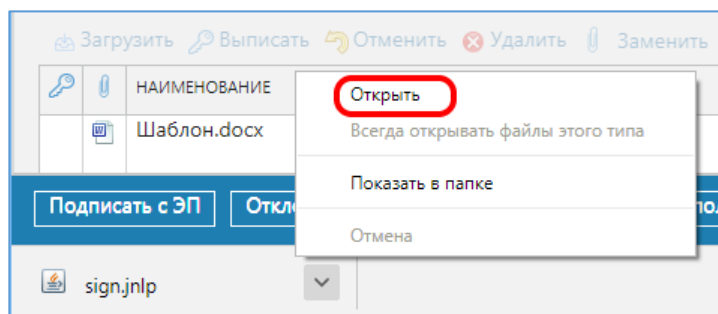 Загрузить Выписать Отменить Удалить Заменить
НАИМЕНОВАНИЕ
Открыть
Шаблон.docx
Всегда открывать файлы этого типа
Показать в папке
Подписать с ЭП
Отмена
sign.jnlp